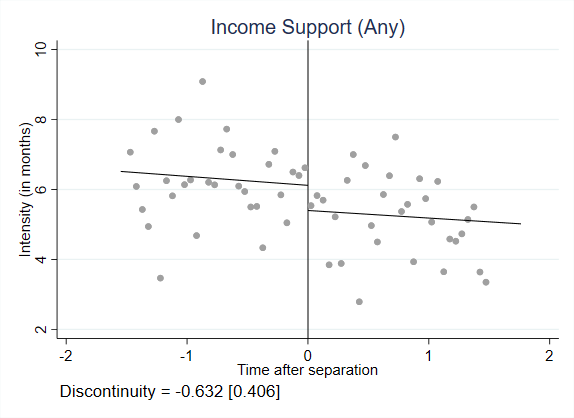 Income Support (Any)
Intensity (in months)
10
8
6
4
2
-2 -1 0 1 2
Time after separation
Discontinuity = -0.632 [0.406]